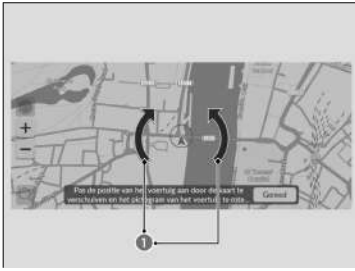 Pas de positie van het voertuig aan door de kaart te
verschuiven en het pictogram van het voertuig te rote...
Gereed
1